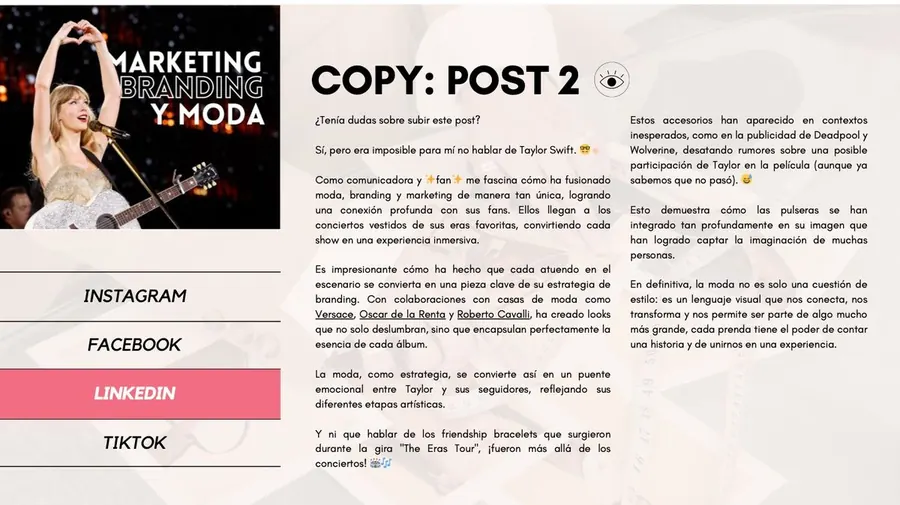 MARKETING
BRANDING
Y MODA
INSTAGRAM
FACEBOOK
LINKEDIN
TIKTOK
COPY: POST 2
¿Tenía dudas sobre subir este post?
Sí, pero era imposible para mí no hablar de Taylor Swift. 🤓
Como comunicadora y ✨fan✨ me fascina cómo ha fusionado
moda, branding y marketing de manera tan única, logrando
una conexión profunda con sus fans. Ellos llegan a los
conciertos vestidos de sus eras favoritas, convirtiendo cada
show en una experiencia inmersiva.
Es impresionante cómo ha hecho que cada atuendo en el
escenario se convierta en una pieza clave de su estrategia de
branding. Con colaboraciones con casas de moda como
Versace, Oscar de la Renta y Roberto Cavalli, ha creado looks
que no solo deslumbran, sino que encapsulan perfectamente la
esencia de cada álbum.
La moda, como estrategia, se convierte así en un puente
emocional entre Taylor y sus seguidores, reflejando sus
diferentes etapas artísticas.
Y ni que hablar de los friendship bracelets que surgieron
durante la gira "The Eras Tour", ¡fueron más allá de los
conciertos! 🏟️🎶
Estos accesorios han aparecido en contextos
inesperados, como en la publicidad de Deadpool y
Wolverine, desatando rumores sobre una posible
participación de Taylor en la película (aunque ya
sabemos que no pasó). 😅
Esto demuestra cómo las pulseras se han
integrado tan profundamente en su imagen que
han logrado captar la imaginación de muchas
personas.
En definitiva, la moda no es solo una cuestión de
estilo: es un lenguaje visual que nos conecta, nos
transforma y nos permite ser parte de algo mucho
más grande, cada prenda tiene el poder de contar
una historia y de unirnos en una experiencia.